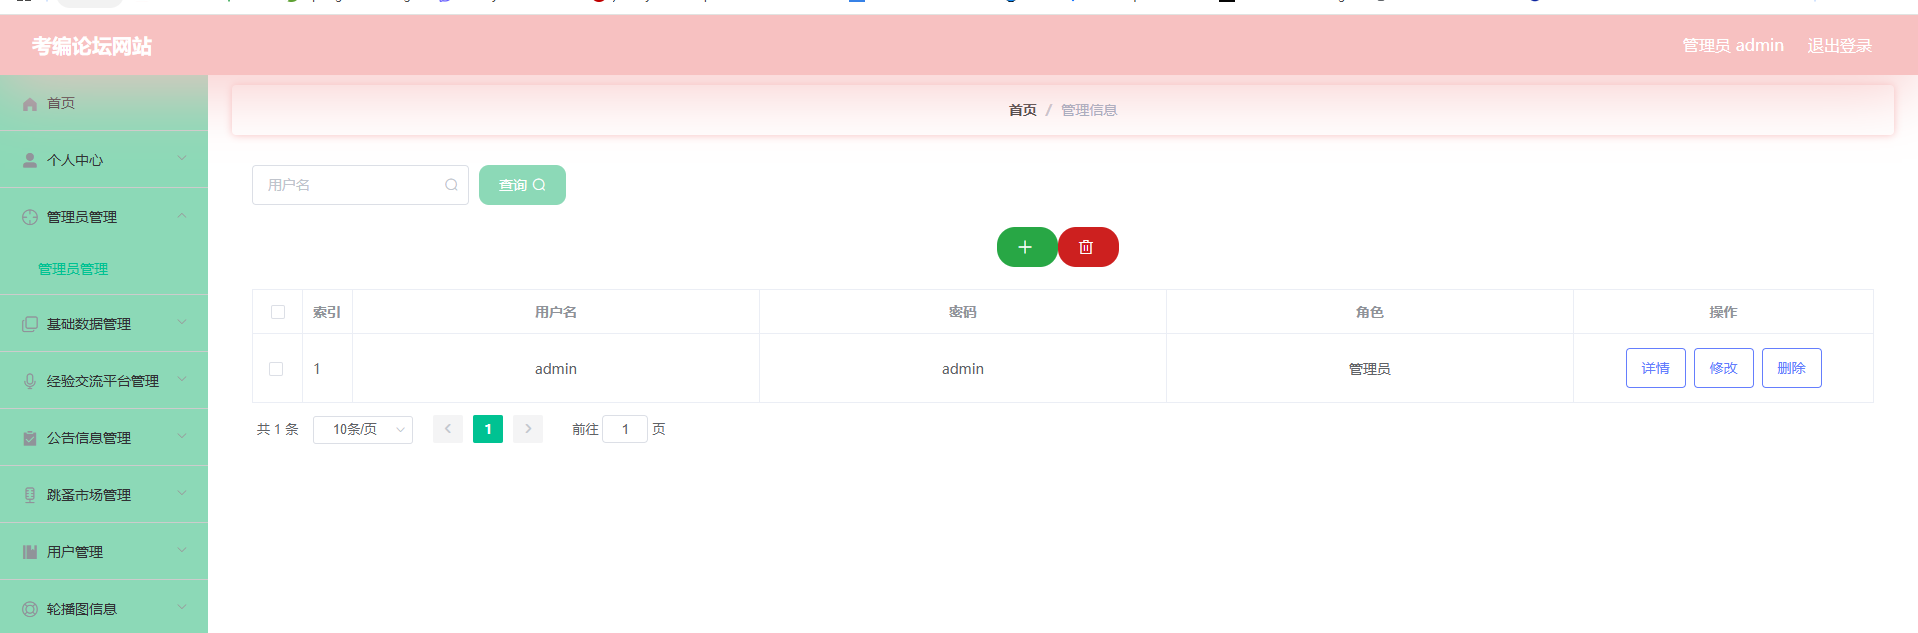 考编论坛网站
管理员 admin 退出登录
首页
个人中心
管理员管理
管理员管理
基础数据管理
经验交流平台管理
公告信息管理
跳蚤市场管理
用户管理
轮播图信息
首页 / 管理信息
用户名 查询
索引 用户名 密码 角色 操作
1 admin admin 管理员 详情 修改 删除
共 1 条 10条/页 1 前往 1 页